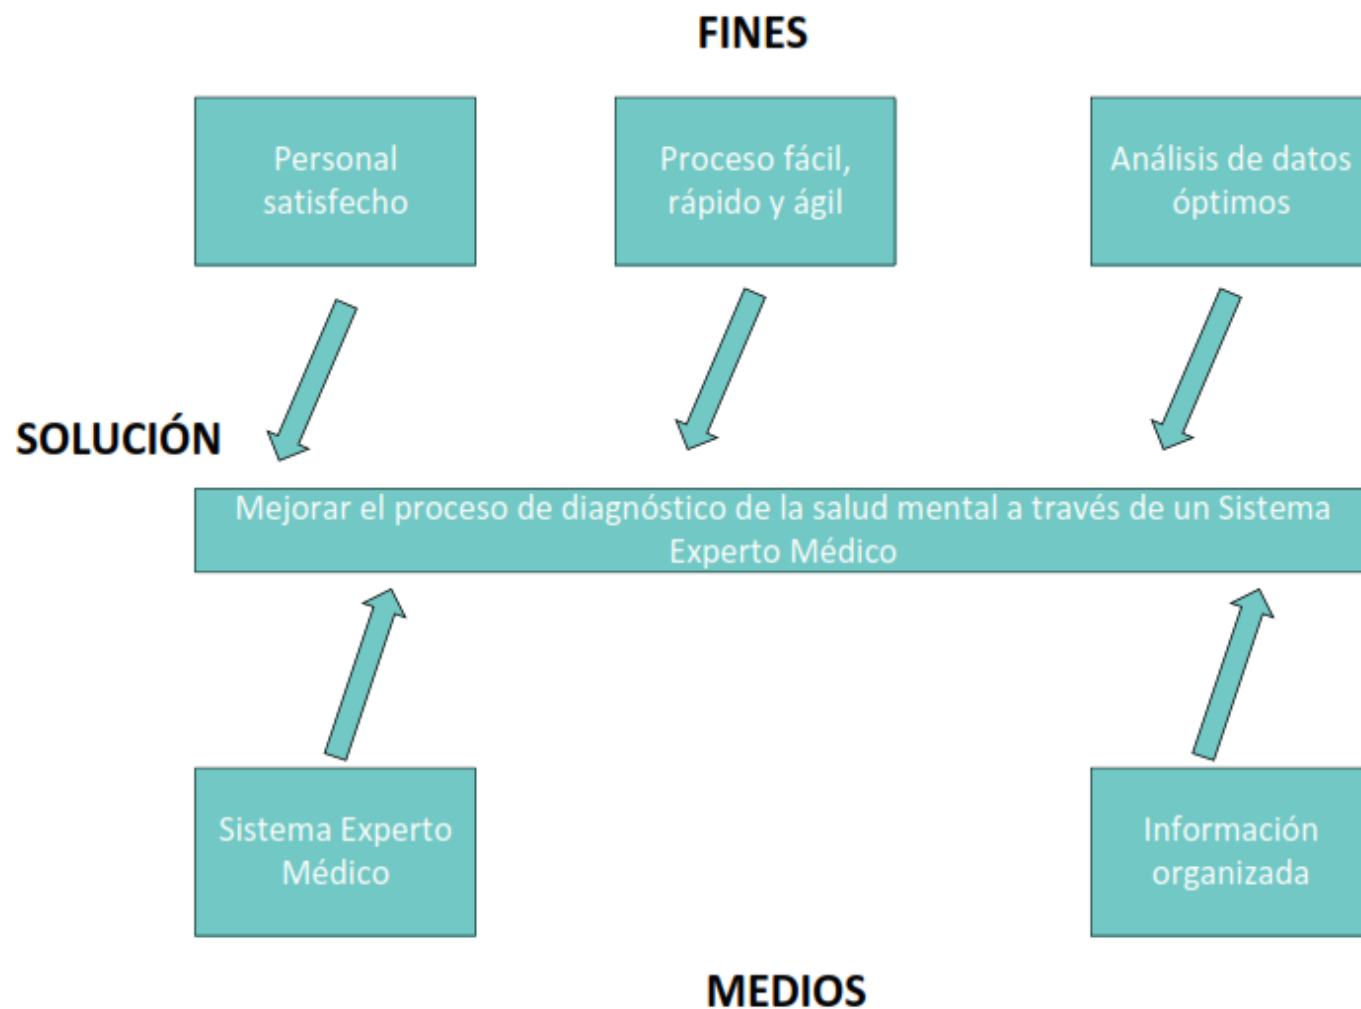 FINES
Personal
satisfecho
Proceso fácil,
rápido y ágil
Análisis de datos
óptimos
SOLUCIÓN
Mejorar el proceso de diagnóstico de la salud mental a través de un Sistema
Experto Médico
Sistema Experto
Médico
Información
organizada
MEDIOS